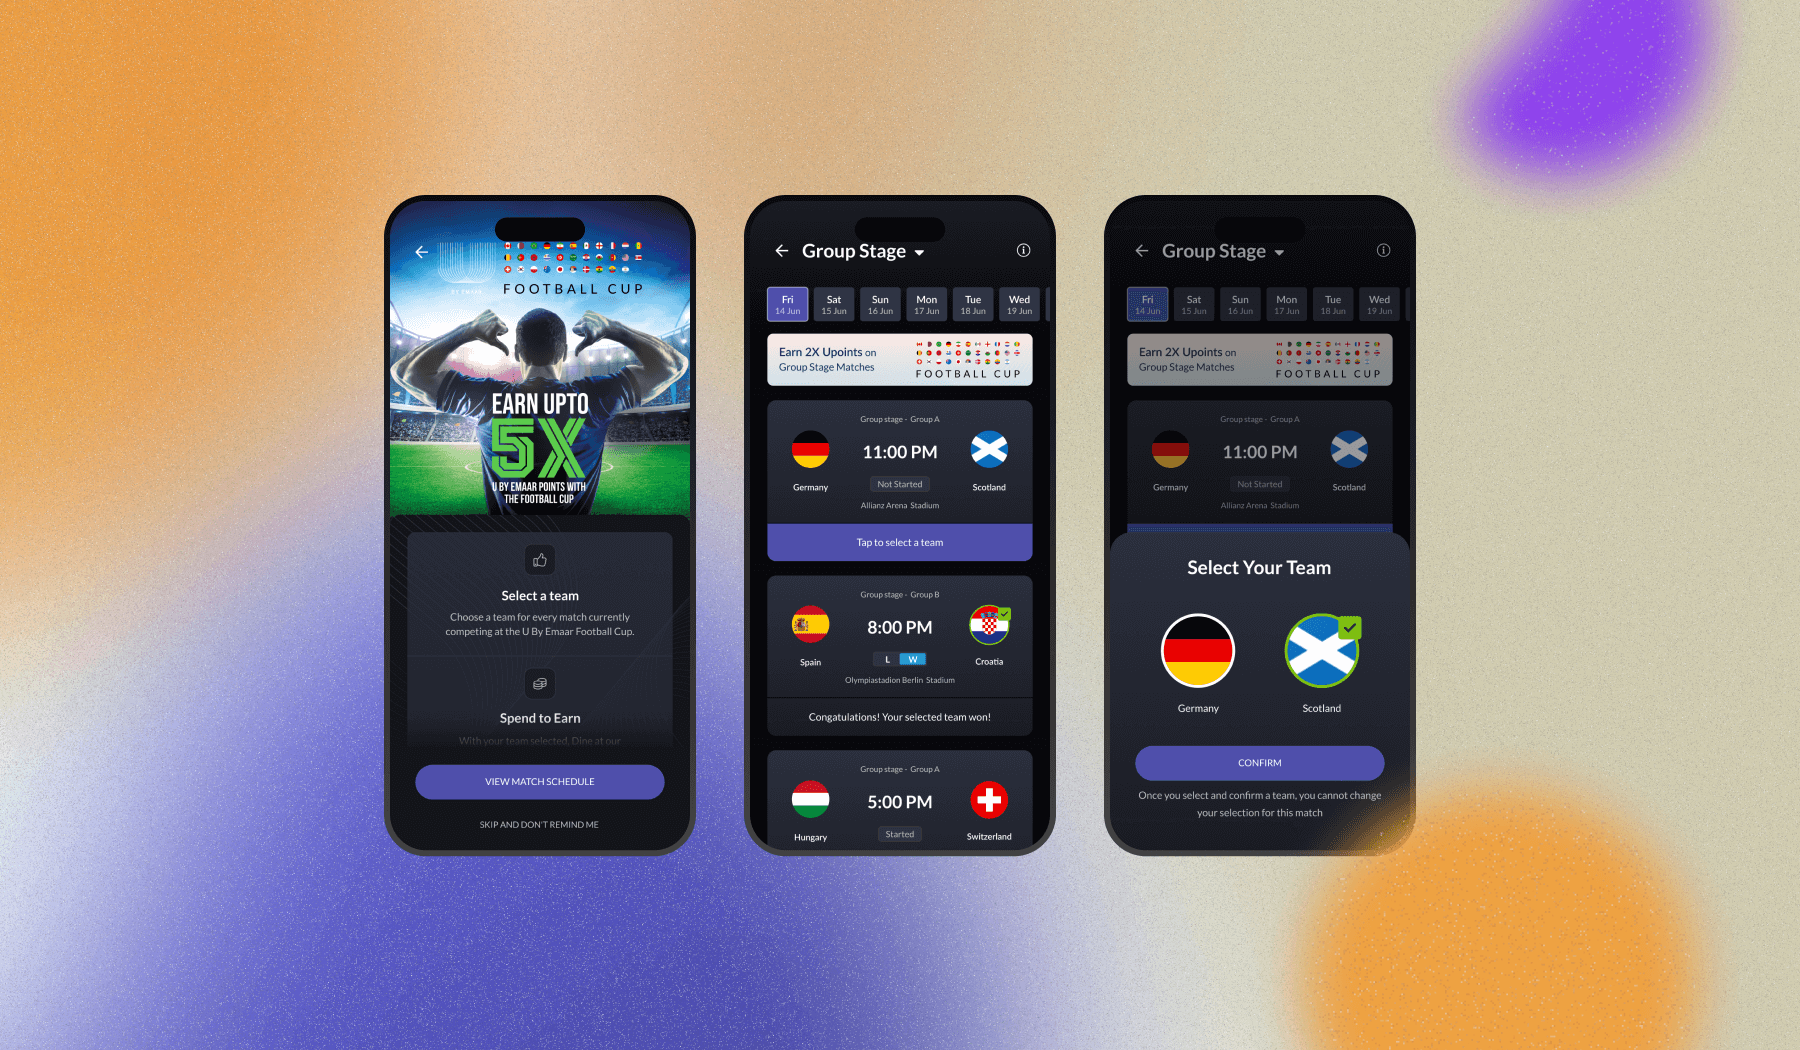 BY EMAAR
FOOTBALL CUP
EARN UPTO
5X
U BY EMAAR POINTS WITH
THE FOOTBALL CUP
Select a team
Choose a team for every match currently
competing at the U By Emaar Football Cup.
Spend to Earn
With your team selected, Dine at our
VIEW MATCH SCHEDULE
SKIP AND DON'T REMIND ME
Group Stage
Fri Sat Sun Mon Tue Wed
14 Jun 15 Jun 16 Jun 17 Jun 18 Jun 19 Jun
Earn 2X Upoints on
Group Stage Matches
FOOTBALL CUP
Group stage - Group A
11:00 PM
Not Started
Germany
Scotland
Allianz Arena Stadium
Tap to select a team
Group stage - Group B
8:00 PM
L W
Spain
Croatia
Olympiastadion Berlin Stadium
Congatulations! Your selected team won!
Group stage - Group A
5:00 PM
Started
Hungary
Switzerland
Group Stage
Fri Sat Sun Mon Tue Wed
14 Jun 15 Jun 16 Jun 17 Jun 18 Jun 19 Jun
Earn 2X Upoints on
Group Stage Matches
FOOTBALL CUP
Group stage - Group A
11:00 PM
Not Started
Germany
Scotland
Allianz Arena Stadium
Select Your Team
Germany
Scotland
CONFIRM
Once you select and confirm a team, you cannot change
your selection for this match